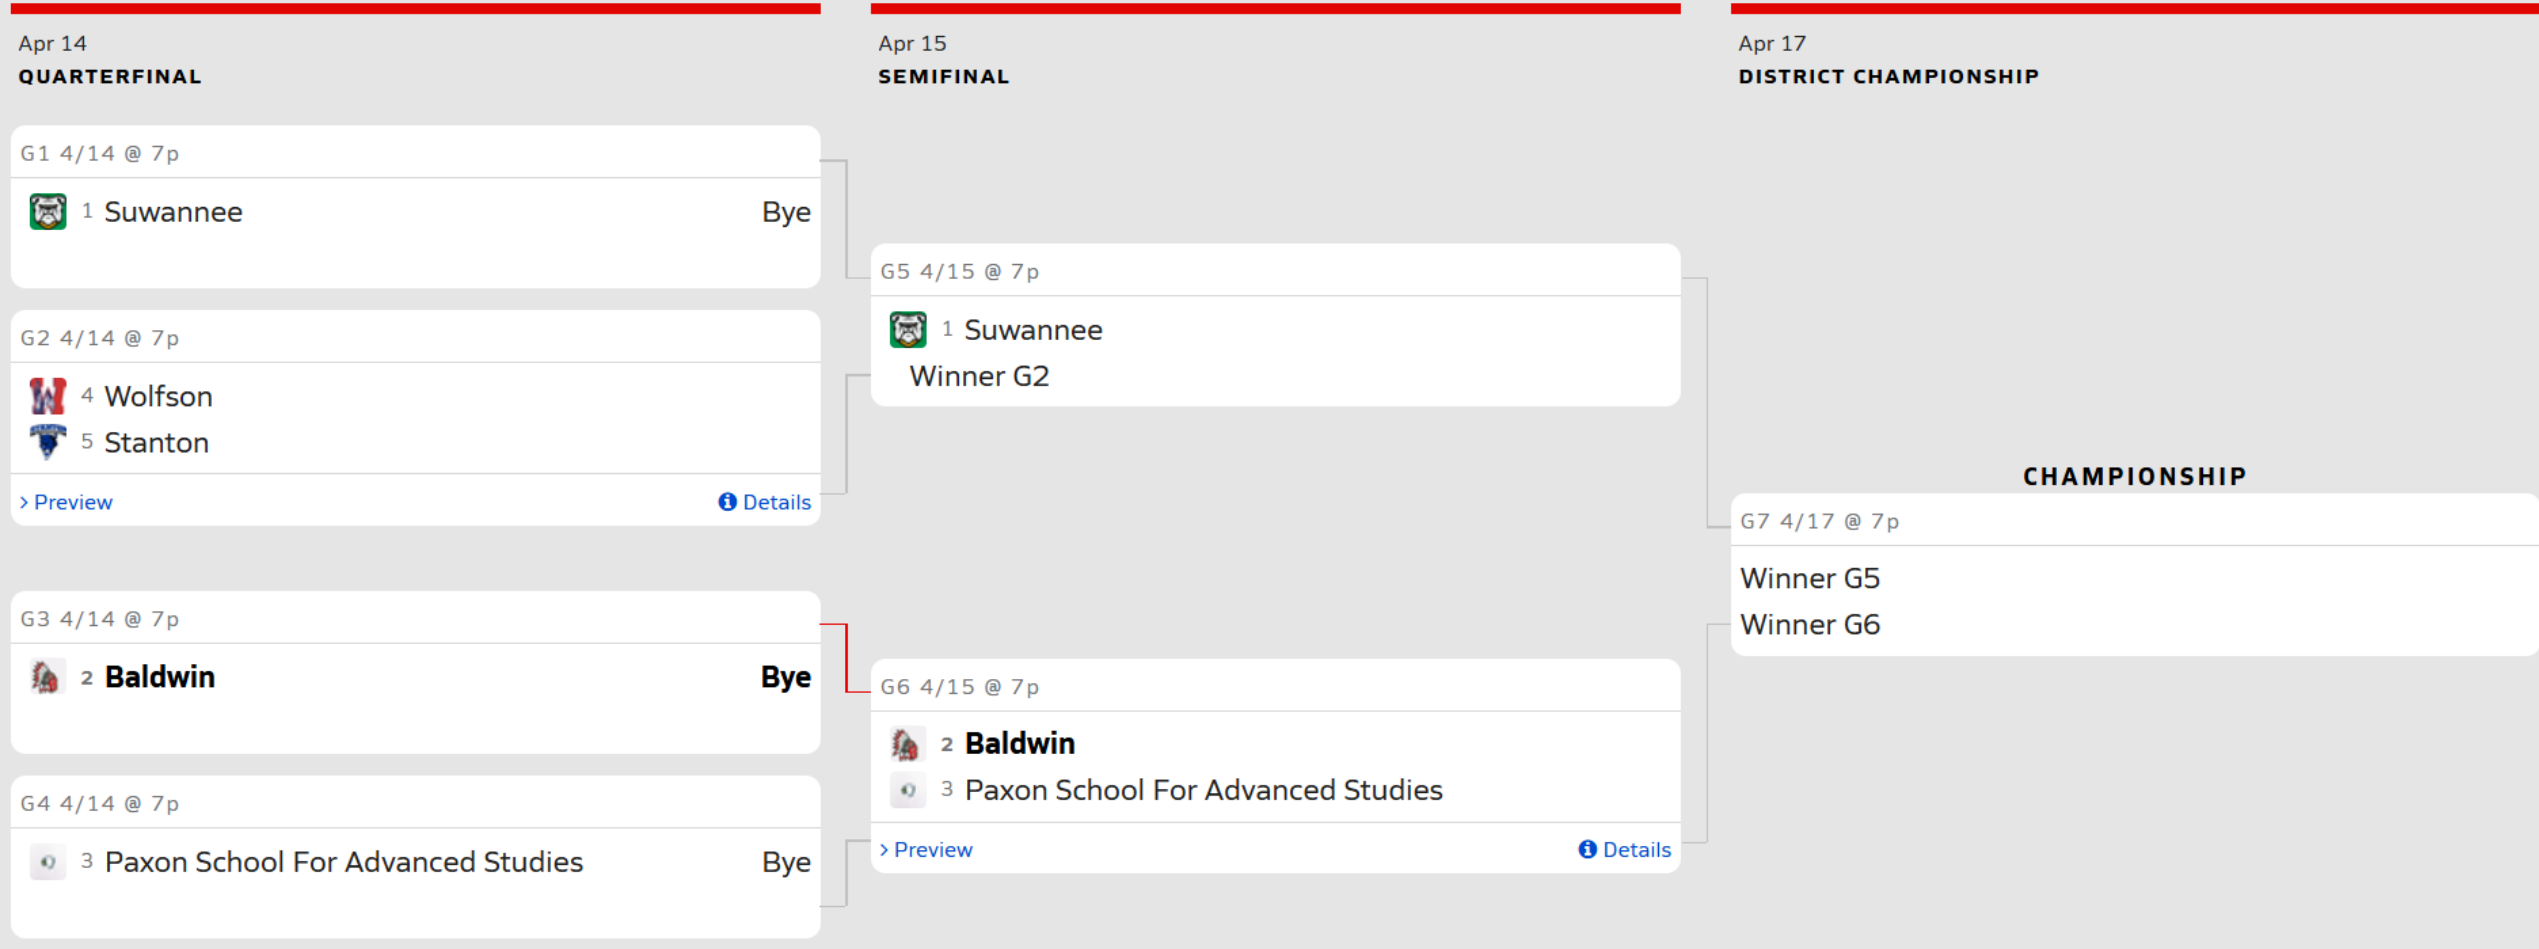 Apr 14
QUARTERFINAL
G1 4/14 @ 7p
1 Suwannee Bye
G2 4/14 @ 7p
4 Wolfson
5 Stanton
> Preview Details
G3 4/14 @ 7p
2 Baldwin Bye
G4 4/14 @ 7p
3 Paxon School For Advanced Studies Bye
Apr 15
SEMIFINAL
G5 4/15 @ 7p
1 Suwannee
Winner G2
G6 4/15 @ 7p
2 Baldwin
3 Paxon School For Advanced Studies
> Preview Details
Apr 17
DISTRICT CHAMPIONSHIP
CHAMPIONSHIP
G7 4/17 @ 7p
Winner G5
Winner G6